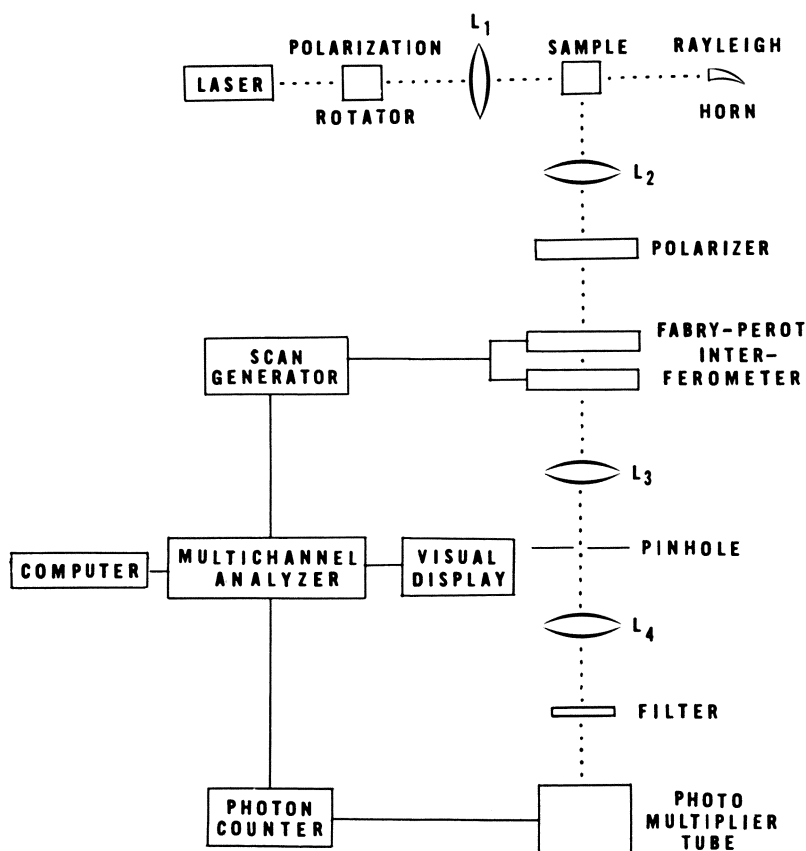 L1
POLARIZATION
SAMPLE
RAYLEIGH
LASER
ROTATOR
HORN
L2
POLARIZER
FABRY-PEROT
INTER-
FEROMETER
SCAN
GENERATOR
L3
PINHOLE
COMPUTER
MULTICHANNEL
ANALYZER
VISUAL
DISPLAY
L4
FILTER
PHOTON
COUNTER
PHOTO
MULTIPLIER
TUBE